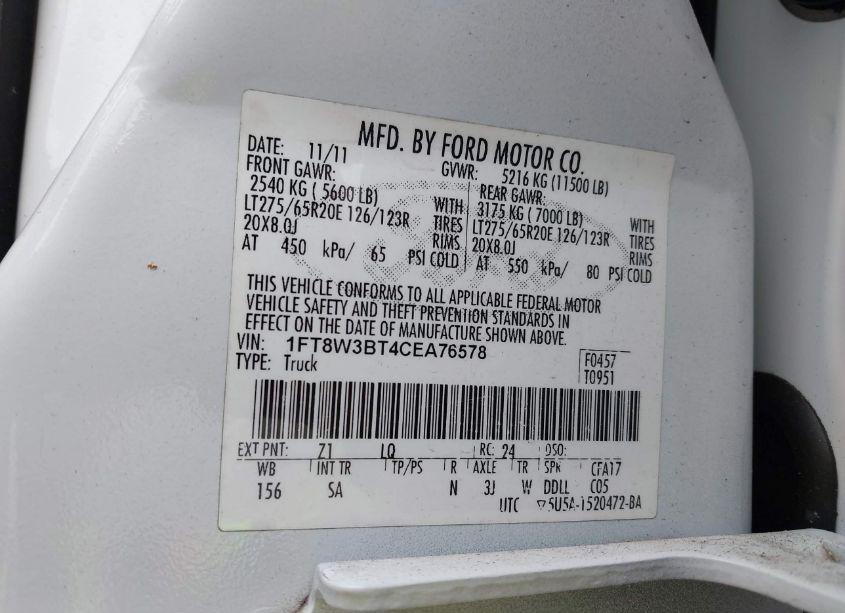 MFD. BY FORD MOTOR CO.
DATE: 11/11 GVWR: 5216 KG (11500 LB)
FRONT GAWR: REAR GAWR:
2540 KG ( 5600 LB) WITH 3175 KG ( 7000 LB) WITH
LT275/65R20E 126/123R TIRES LT275/65R20E 126/123R TIRES
20X8.0J RIMS 20X8.0J RIMS
AT 450 kPa/ 65 PSI COLD AT 550 kPa/ 80 PSI COLD
THIS VEHICLE CONFORMS TO ALL APPLICABLE FEDERAL MOTOR
VEHICLE SAFETY AND THEFT PREVENTION STANDARDS IN
EFFECT ON THE DATE OF MANUFACTURE SHOWN ABOVE.
VIN: 1FT8W3BT4CEA76578 F0457
TYPE: Truck T0951
EXT PNT: Z1 LQ RC: 24 DSO:
WB INT TR TP/PS R AXLE TR SPR CFA17
156 SA N 3J W DDLL C05
UTC ▽5U5A-1520472-BA